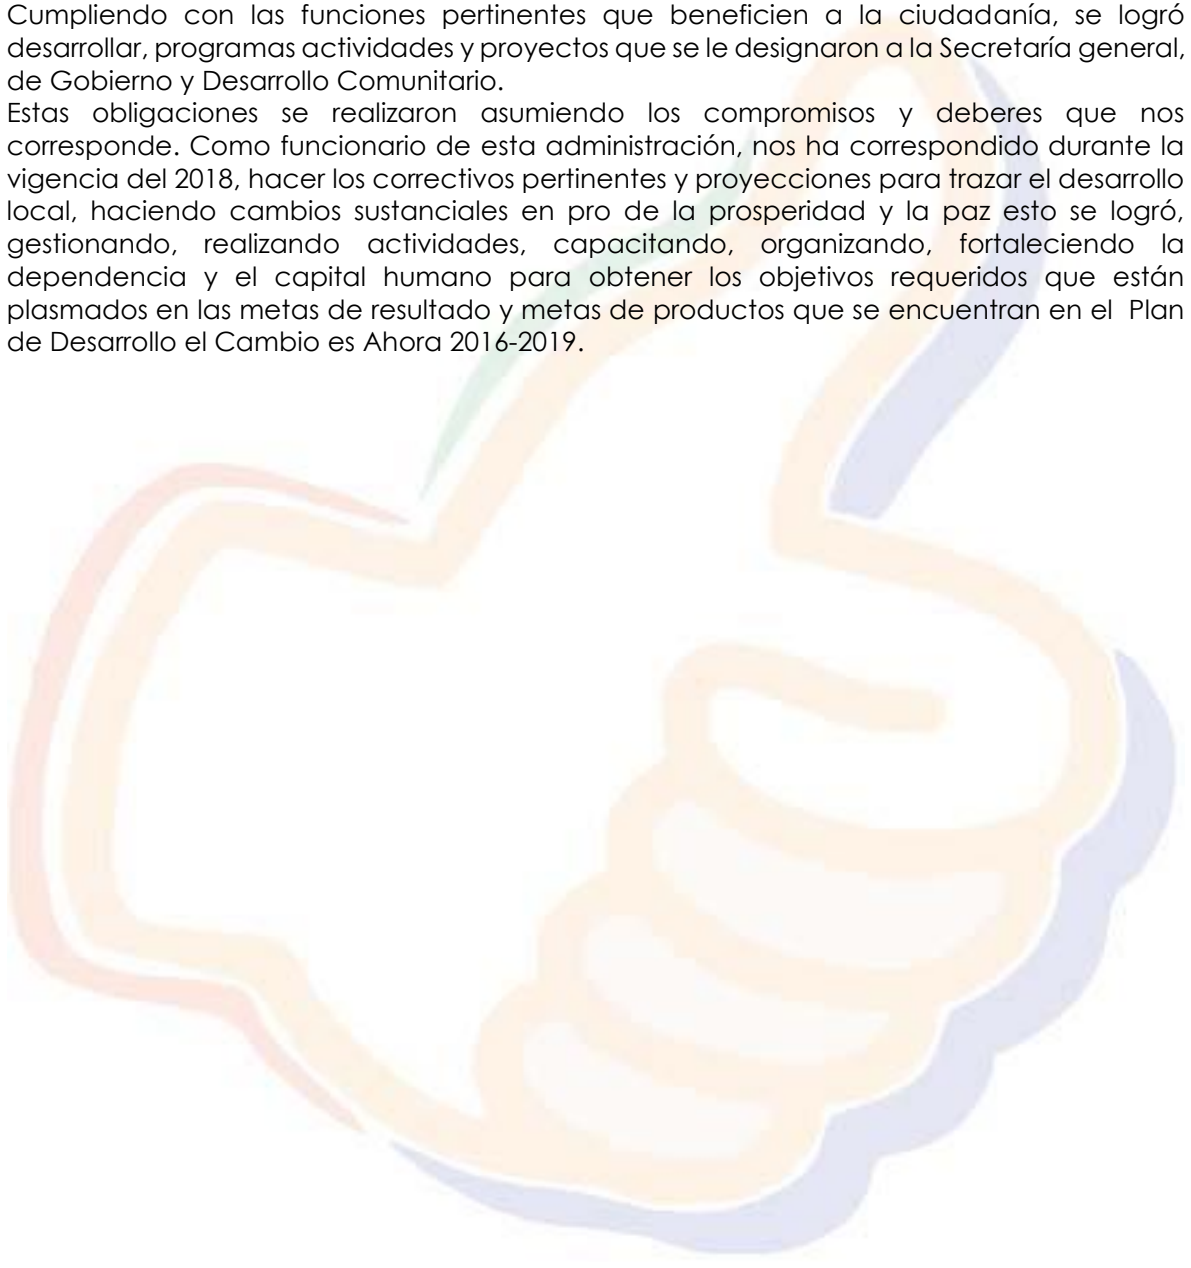 Cumpliendo con las funciones pertinentes que beneficien a la ciudadanía, se logró
desarrollar, programas actividades y proyectos que se le designaron a la Secretaría general,
de Gobierno y Desarrollo Comunitario.
Estas obligaciones se realizaron asumiendo los compromisos y deberes que nos
corresponde. Como funcionario de esta administración, nos ha correspondido durante la
vigencia del 2018, hacer los correctivos pertinentes y proyecciones para trazar el desarrollo
local, haciendo cambios sustanciales en pro de la prosperidad y la paz esto se logró,
gestionando, realizando actividades, capacitando, organizando, fortaleciendo la
dependencia y el capital humano para obtener los objetivos requeridos que están
plasmados en las metas de resultado y metas de productos que se encuentran en el  Plan
de Desarrollo el Cambio es Ahora 2016-2019.